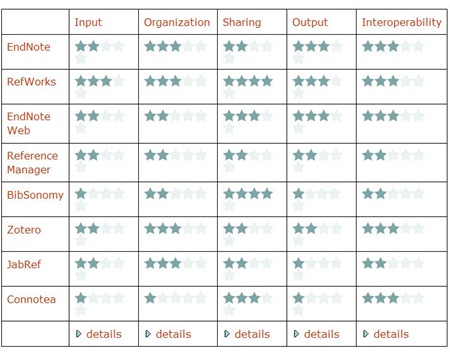 Input Organization Sharing Output Interoperability
EndNote
RefWorks
EndNote
Web
Reference
Manager
BibSonomy
Zotero
JabRef
Connotea
details details details details details